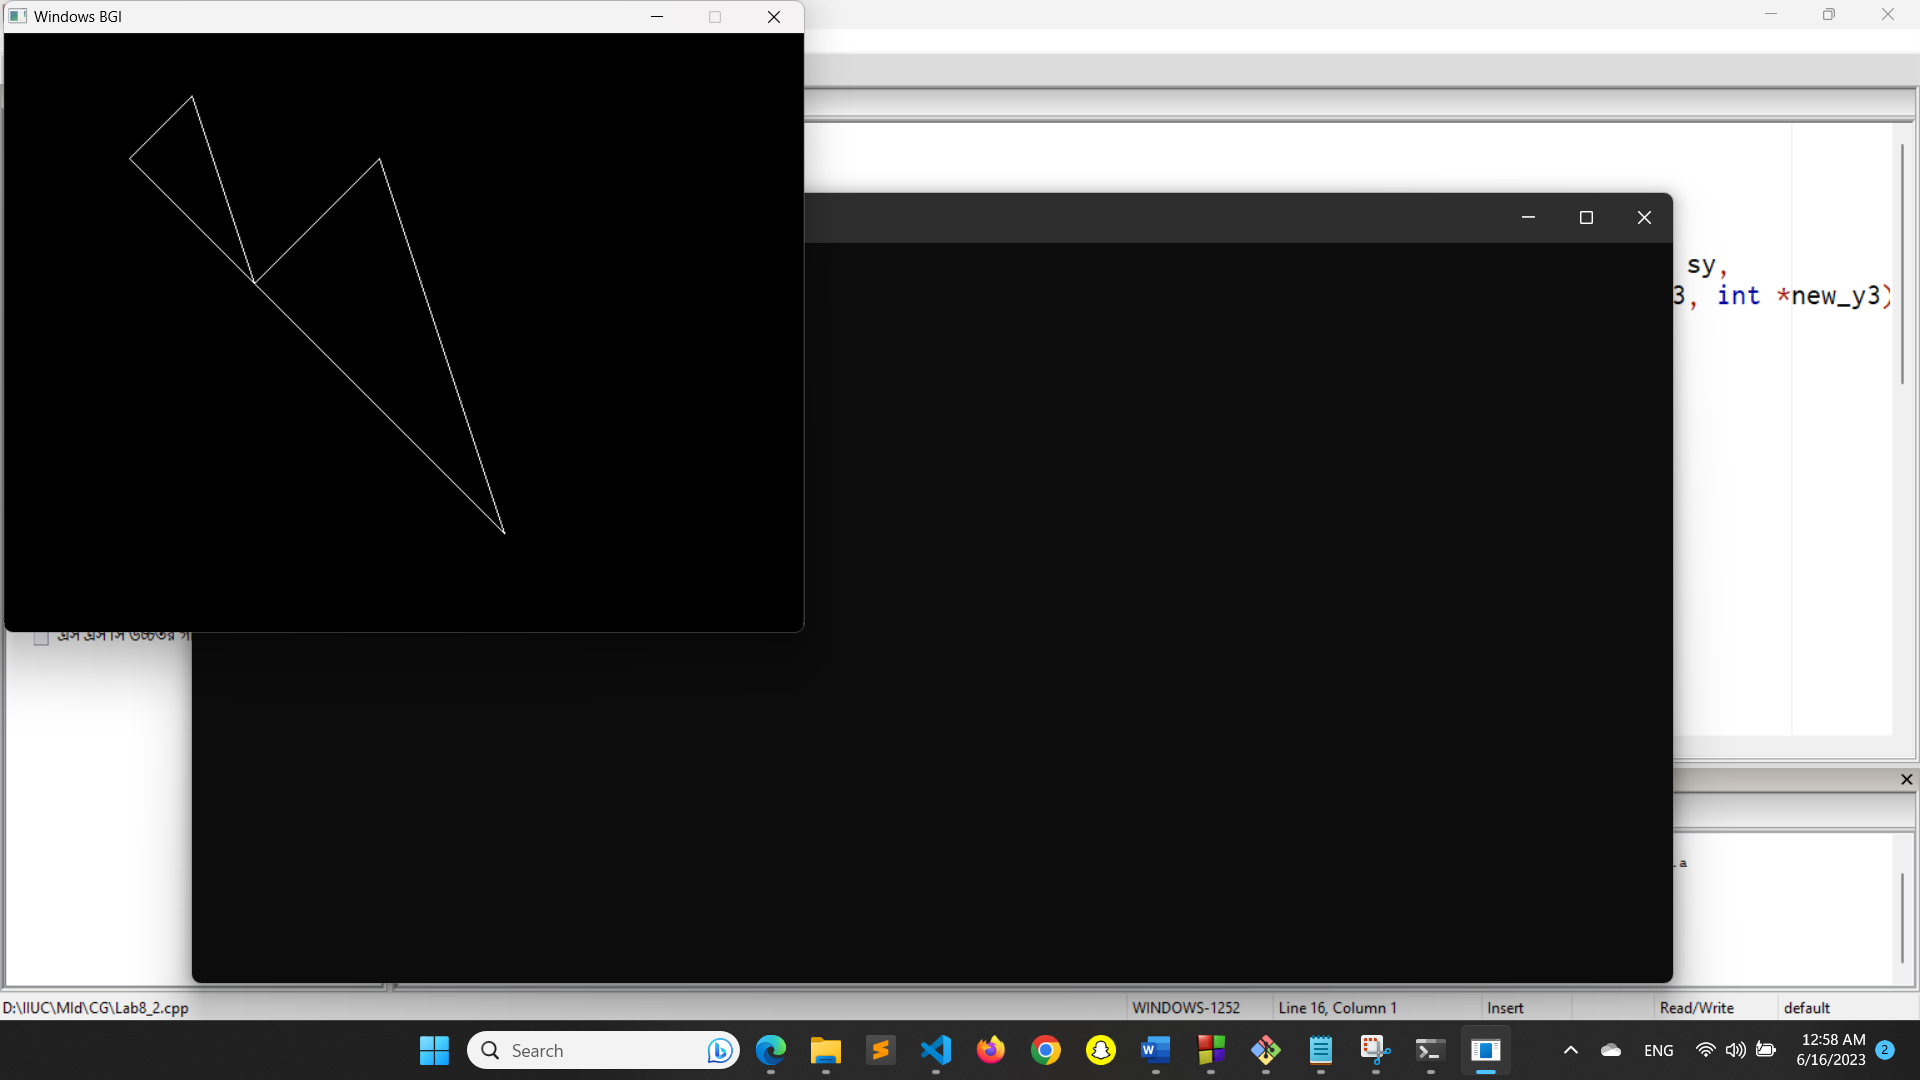 Windows BGI
sy,
3, int *new_y3)
a
D:\IIUC\Mld\CG\Lab8_2.cpp
WINDOWS-1252
Line 16, Column 1
Insert
Read/Write
default
Search
ENG
12:58 AM
6/16/2023
2